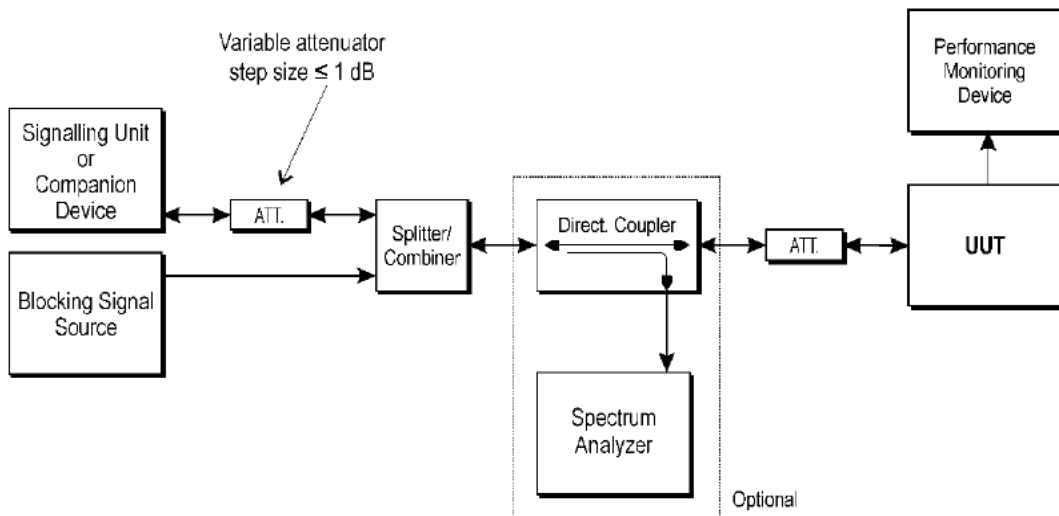 Variable attenuator
step size ≤ 1 dB
Signalling Unit
or
Companion
Device
ATT.
Blocking Signal
Source
Splitter/
Combiner
Direct. Coupler
Spectrum
Analyzer
Optional
ATT.
Performance
Monitoring
Device
UUT